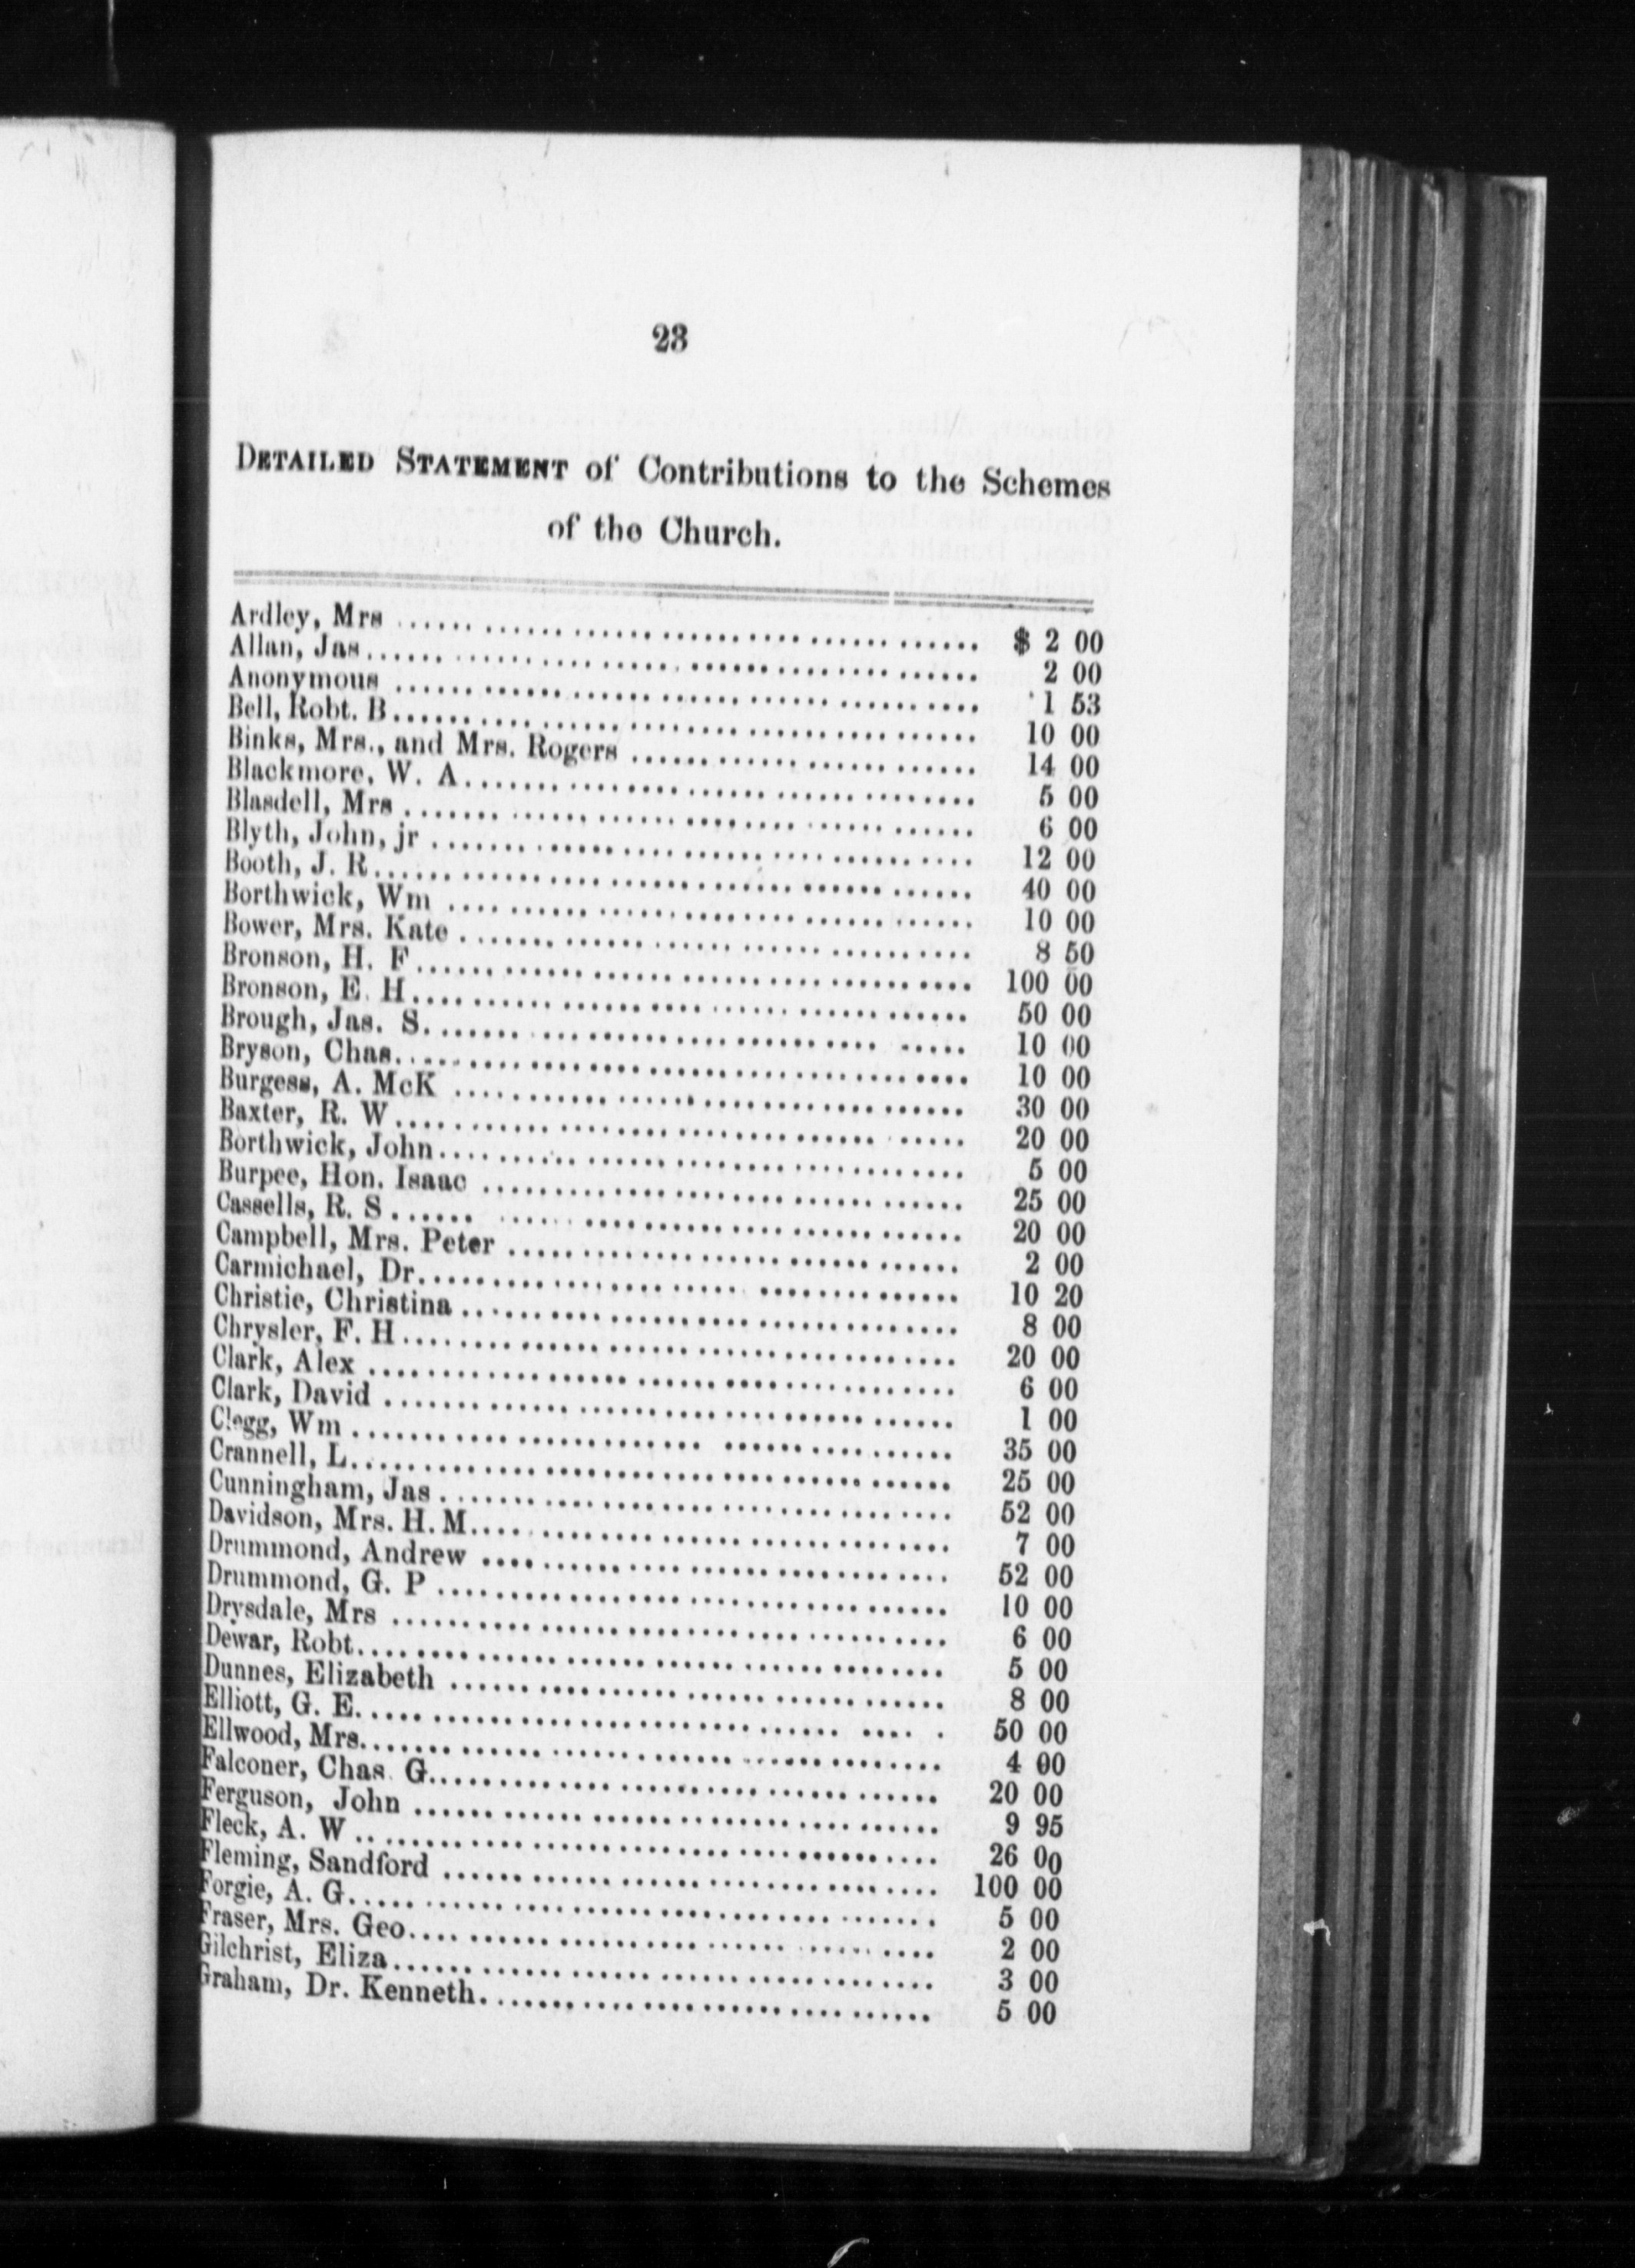 23
DETAILED STATEMENT of Contributions to the Schemes
of the Church.
Ardley, Mrs ........ $ 2 00
Allan, Jas ........ 2 00
Anonymous ........ 1 53
Bell, Robt. B ........ 10 00
Binks, Mrs., and Mrs. Rogers ........ 14 00
Blackmore, W. A ........ 5 00
Blasdell, Mrs ........ 6 00
Blyth, John, jr ........ 12 00
Booth, J. R ........ 40 00
Borthwick, Wm ........ 10 00
Bower, Mrs. Kate ........ 8 50
Bronson, H. F ........ 100 00
Bronson, E. H ........ 50 00
Brough, Jas. S. ........ 10 00
Bryson, Chas. ........ 10 00
Burgess, A. McK ........ 30 00
Baxter, R. W ........ 20 00
Borthwick, John ........ 5 00
Burpee, Hon. Isaac ........ 25 00
Cassells, R. S ........ 20 00
Campbell, Mrs. Peter ........ 2 00
Carmichael, Dr. ........ 10 20
Christie, Christina ........ 8 00
Chrysler, F. H ........ 20 00
Clark, Alex ........ 6 00
Clark, David ........ 1 00
Clegg, Wm ........ 35 00
Crannell, L. ........ 25 00
Cunningham, Jas ........ 52 00
Davidson, Mrs. H. M. ........ 7 00
Drummond, Andrew ........ 52 00
Drummond, G. P ........ 10 00
Drysdale, Mrs ........ 6 00
Dewar, Robt. ........ 5 00
Dunnes, Elizabeth ........ 8 00
Elliott, G. E. ........ 50 00
Ellwood, Mrs. ........ 4 00
Falconer, Chas. G. ........ 20 00
Ferguson, John ........ 9 95
Fleck, A. W ........ 26 00
Fleming, Sandford ........ 100 00
Forgie, A. G. ........ 5 00
Fraser, Mrs. Geo. ........ 2 00
Gilchrist, Eliza ........ 3 00
Graham, Dr. Kenneth. ........ 5 00